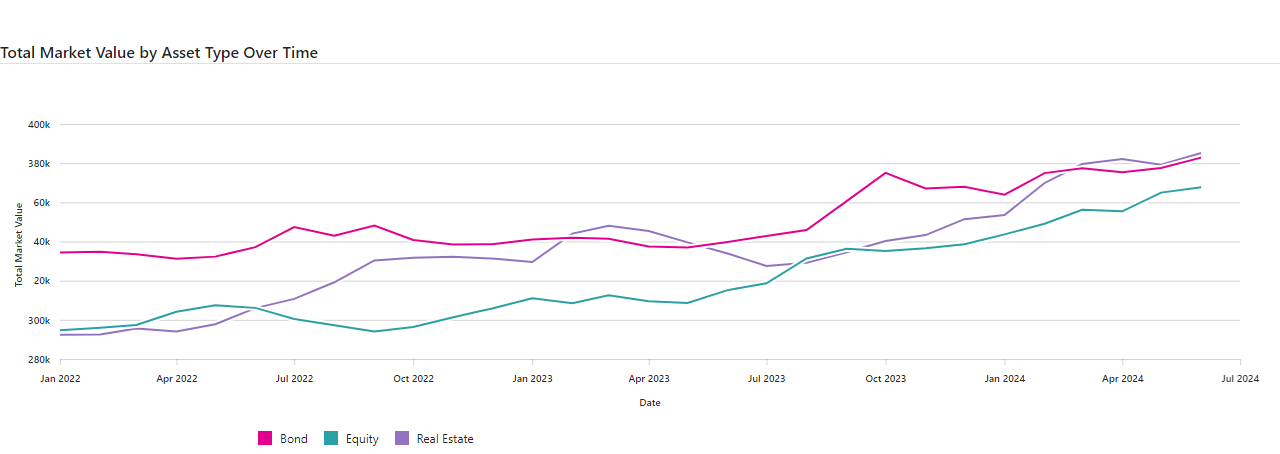 Total Market Value by Asset Type Over Time
400k
380k
60k
40k
20k
300k
280k
Total Market Value
Jan 2022 Apr 2022 Jul 2022 Oct 2022 Jan 2023 Apr 2023 Jul 2023 Oct 2023 Jan 2024 Apr 2024 Jul 2024
Date
Bond Equity Real Estate